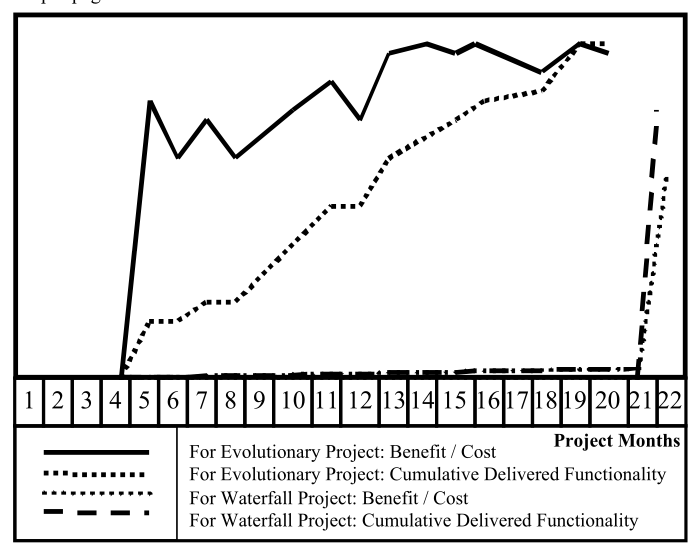 1 2 3 4 5 6 7 8 9 10 11 12 13 14 15 16 17 18 19 20 21 22
Project Months
For Evolutionary Project: Benefit / Cost
For Evolutionary Project: Cumulative Delivered Functionality
For Waterfall Project: Benefit / Cost
For Waterfall Project: Cumulative Delivered Functionality